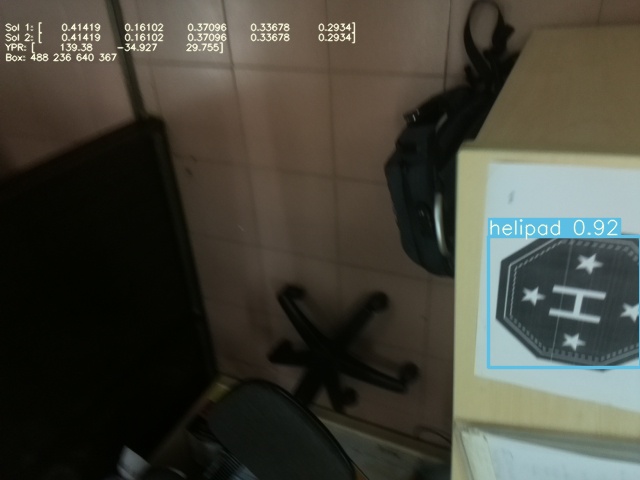 Sol 1: [ 0.41419 0.16102 0.37096 0.33678 0.2934]
Sol 2: [ 0.41419 0.16102 0.37096 0.33678 0.2934]
YPR: [ 139.38 -34.927 29.755]
Box: 488 236 640 367
helipad 0.92
H